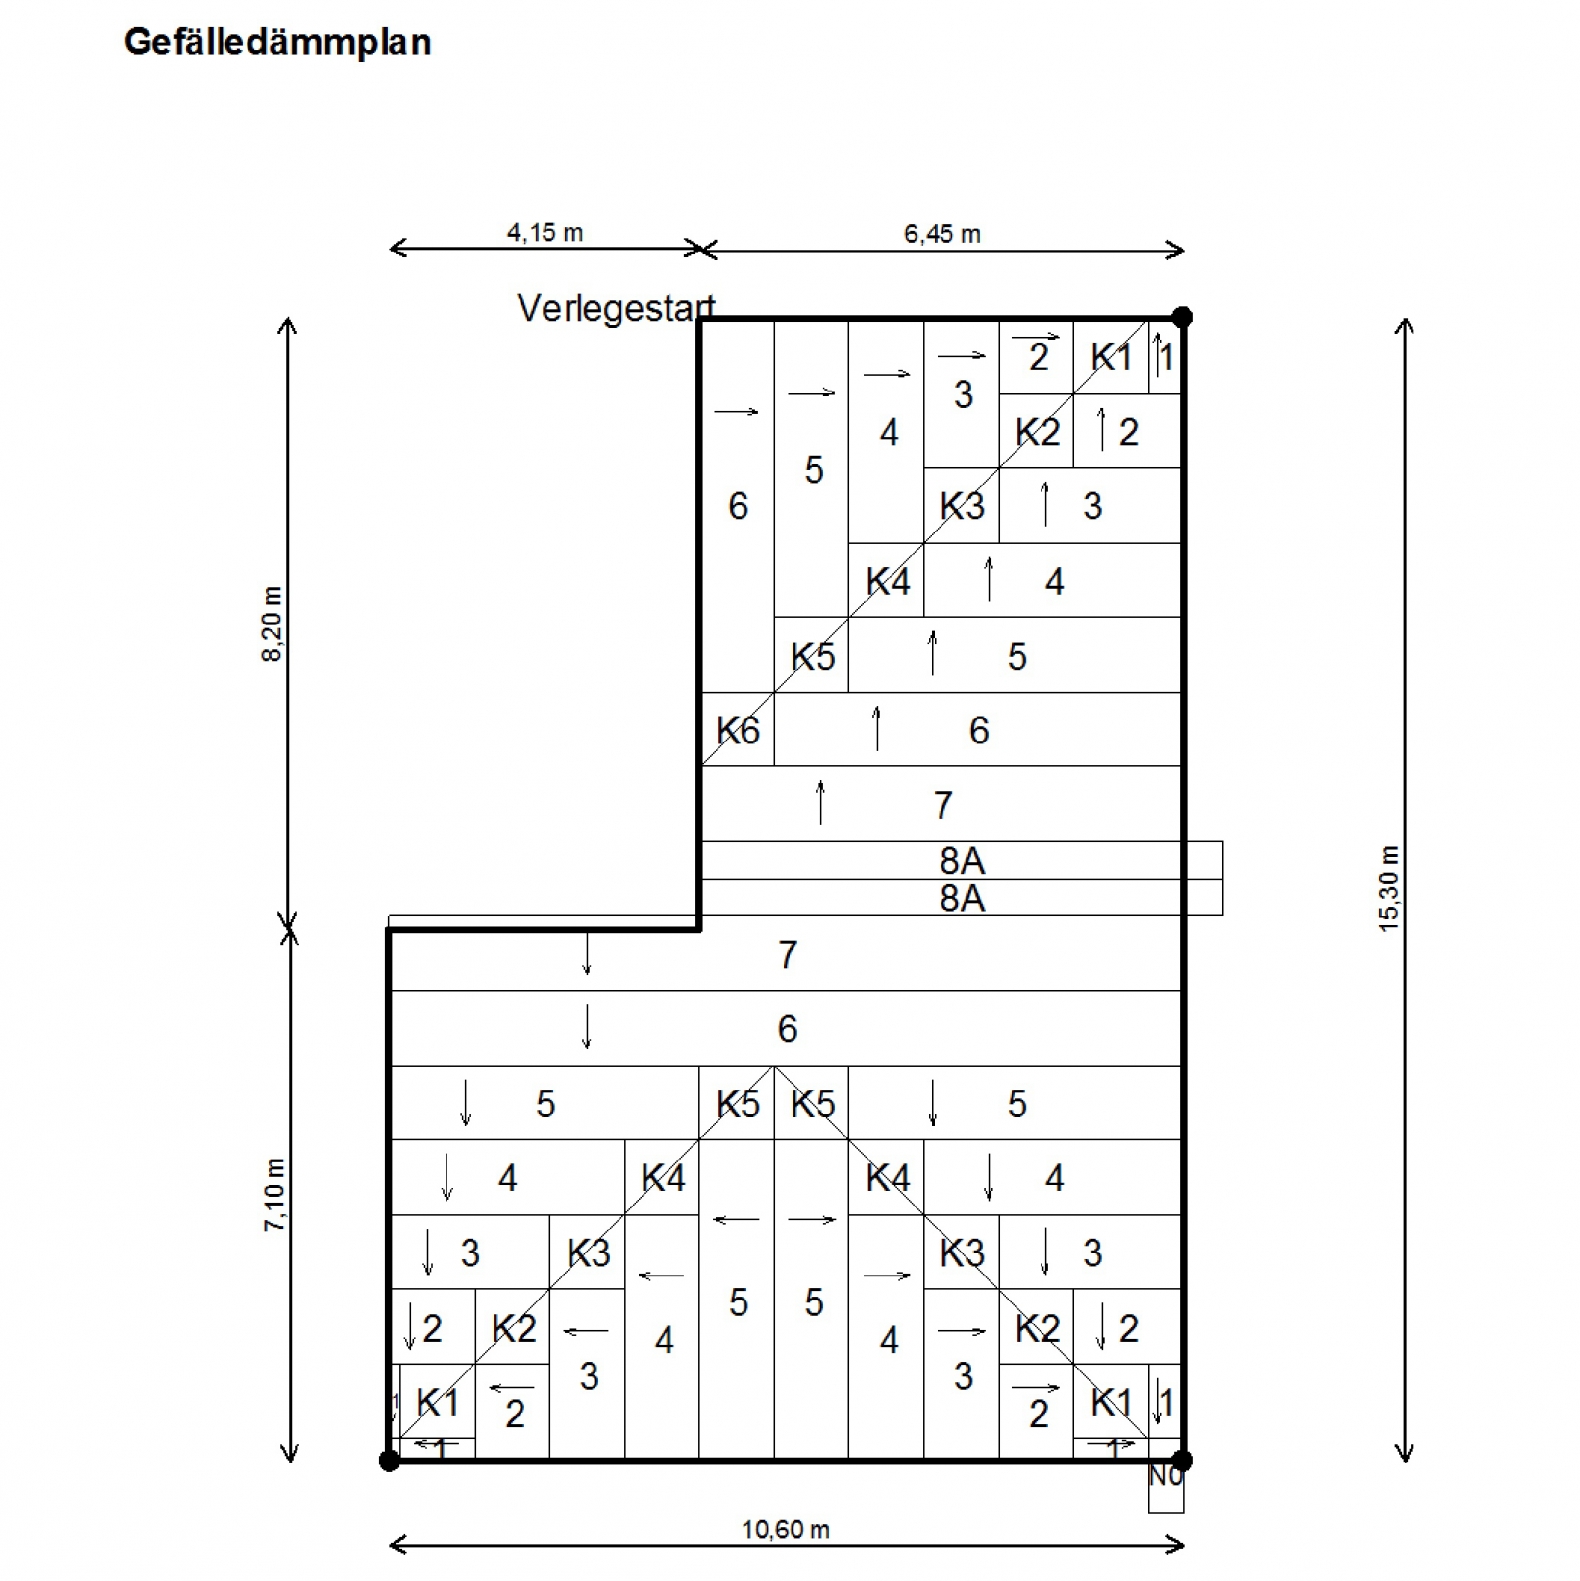 Gefälledämmplan
4,15 m
6,45 m
Verlegestart
2 K1 1
3
4 K2 2
5
6 K3 3
K4 4
8,20 m
K5 5
K6 6
7
8A
15,30 m
8A
7
6
5 K5 K5 5
4 K4 K4 4
7,10 m
3 K3 K3 3
5 5
2 K2 4 4 K2 2
3 3
1 K1 2 2 K1 1
1 1
N0
10,60 m